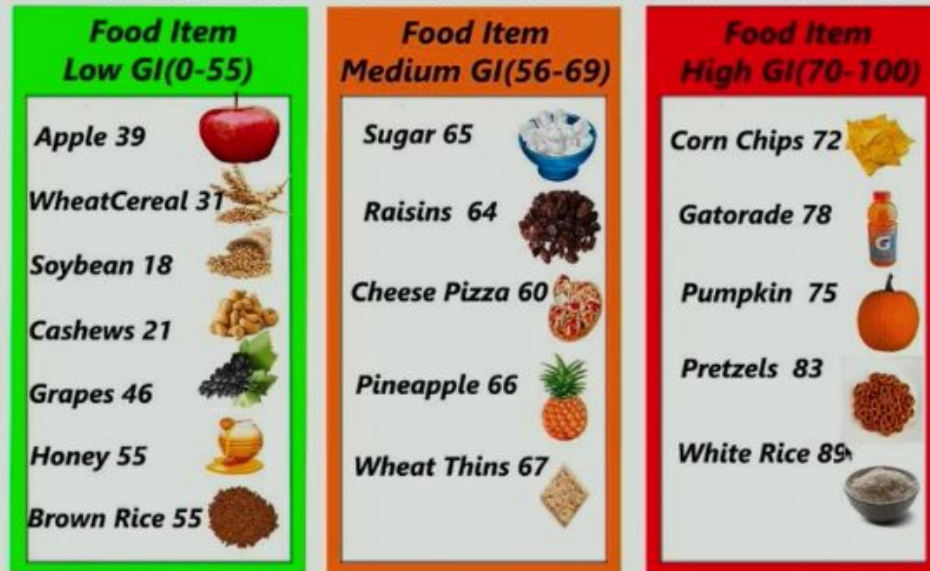 Food Item
Low GI(0-55)
Apple 39
WheatCereal 31
Soybean 18
Cashews 21
Grapes 46
Honey 55
Brown Rice 55
Food Item
Medium GI(56-69)
Sugar 65
Raisins 64
Cheese Pizza 60
Pineapple 66
Wheat Thins 67
Food Item
High GI(70-100)
Corn Chips 72
Gatorade 78
G
Pumpkin 75
Pretzels 83
White Rice 89